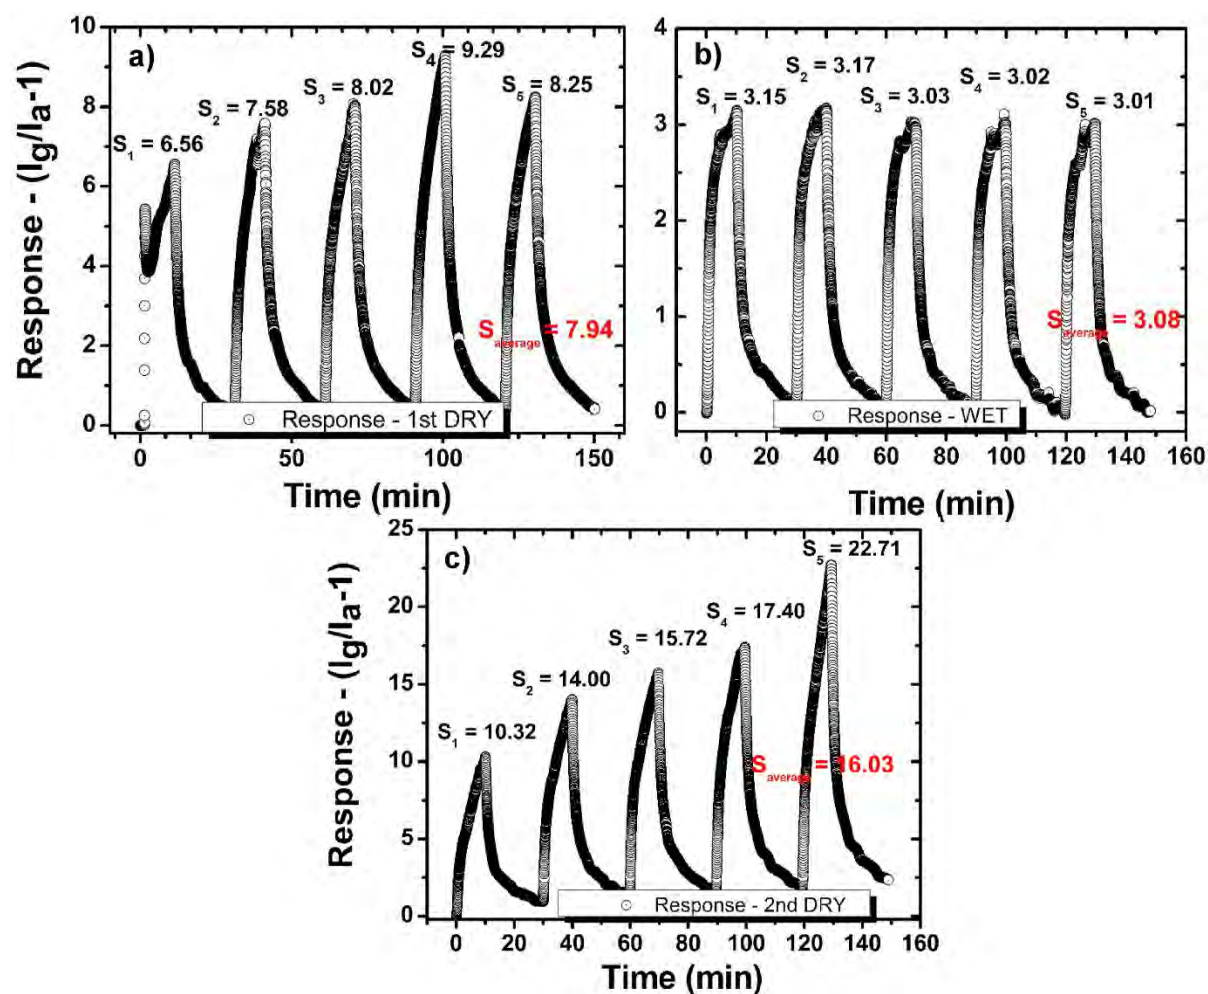 a)
S1 = 6.56
S2 = 7.58
S3 = 8.02
S4 = 9.29
S5 = 8.25
Saverage = 7.94
10
8
6
4
2
0
Response - (Ig/Ia-1)
Response - 1st DRY
0 50 100 150
Time (min)
b)
S1 = 3.15
S2 = 3.17
S3 = 3.03
S4 = 3.02
S5 = 3.01
Saverage = 3.08
4
3
2
1
0
Response - WET
0 20 40 60 80 100 120 140 160
Time (min)
c)
S1 = 10.32
S2 = 14.00
S3 = 15.72
S4 = 17.40
S5 = 22.71
Saverage = 16.03
25
20
15
10
5
0
Response - (Ig/Ia-1)
Response - 2nd DRY
0 20 40 60 80 100 120 140 160
Time (min)